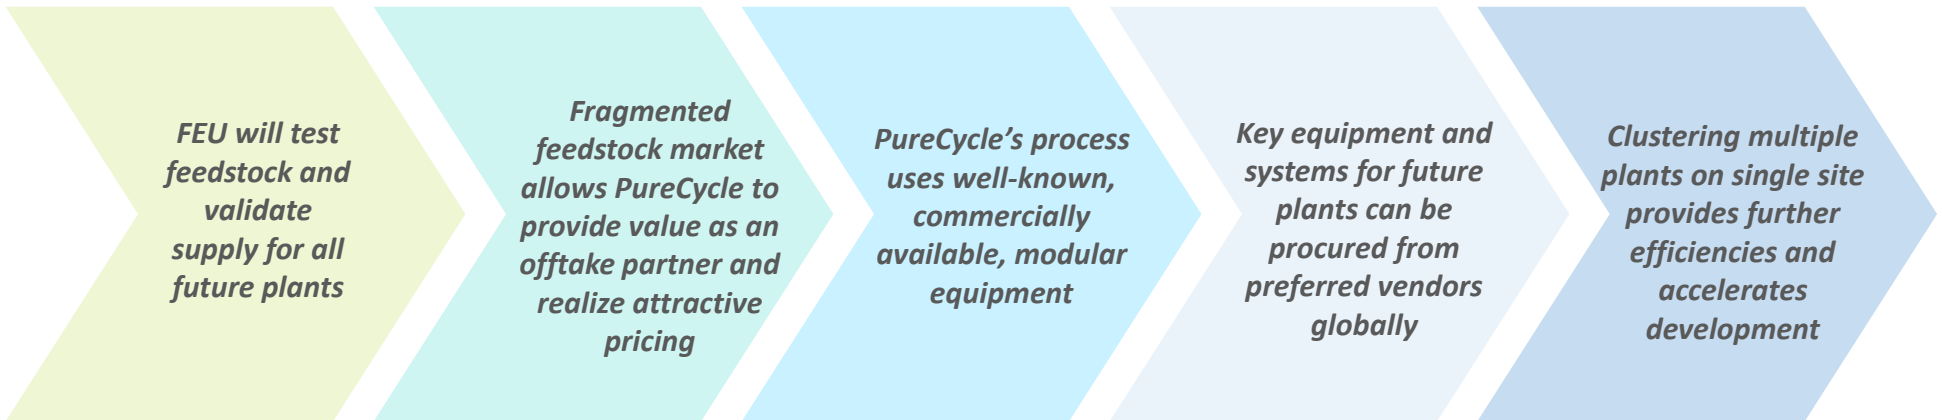 FEU will test
feedstock and
validate
supply for all
future plants
Fragmented
feedstock market
allows PureCycle to
provide value as an
offtake partner and
realize attractive
pricing
PureCycle’s process
uses well-known,
commercially
available, modular
equipment
Key equipment and
systems for future
plants can be
procured from
preferred vendors
globally
Clustering multiple
plants on single site
provides further
efficiencies and
accelerates
development